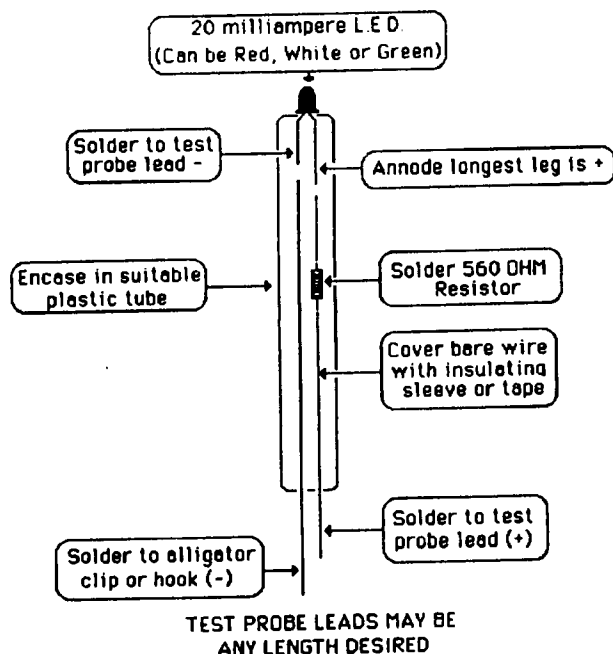 20 milliampere L.E.D.
(Can be Red, White or Green)
Solder to test
probe lead -
Annode longest leg is +
Encase in suitable
plastic tube
Solder 560 OHM
Resistor
Cover bare wire
with insulating
sleeve or tape
Solder to test
probe lead (+)
Solder to alligator
clip or hook (-)
TEST PROBE LEADS MAY BE
ANY LENGTH DESIRED